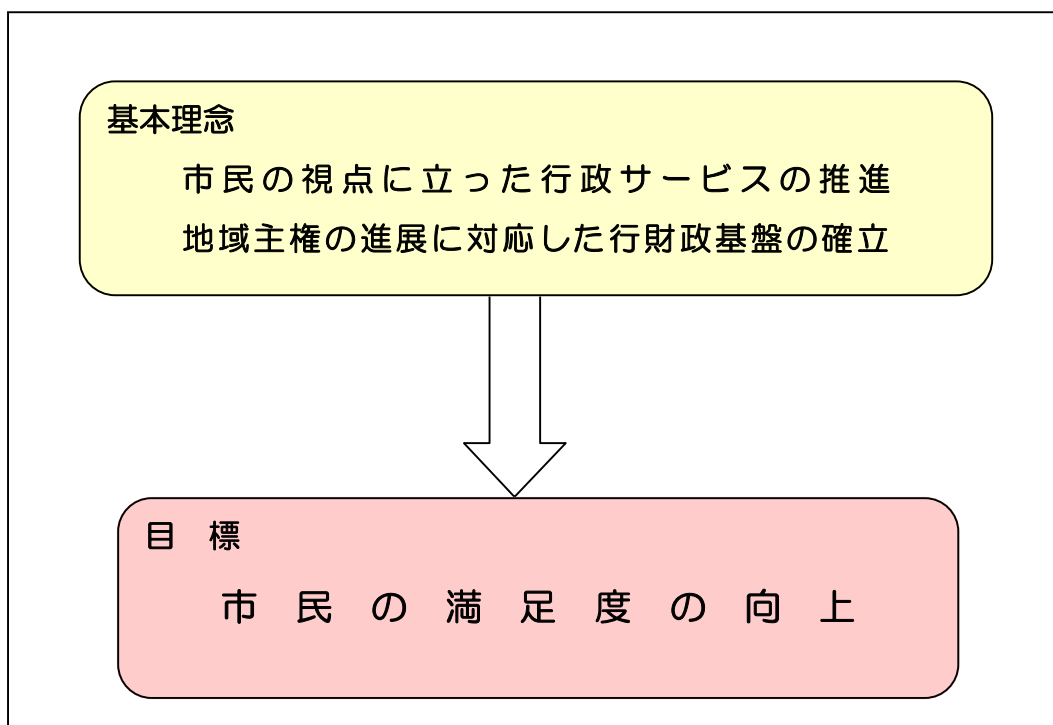 基本理念
市民の視点に立った行政サービスの推進
地域主権の進展に対応した行財政基盤の確立
目 標
市 民 の 満 足 度 の 向 上